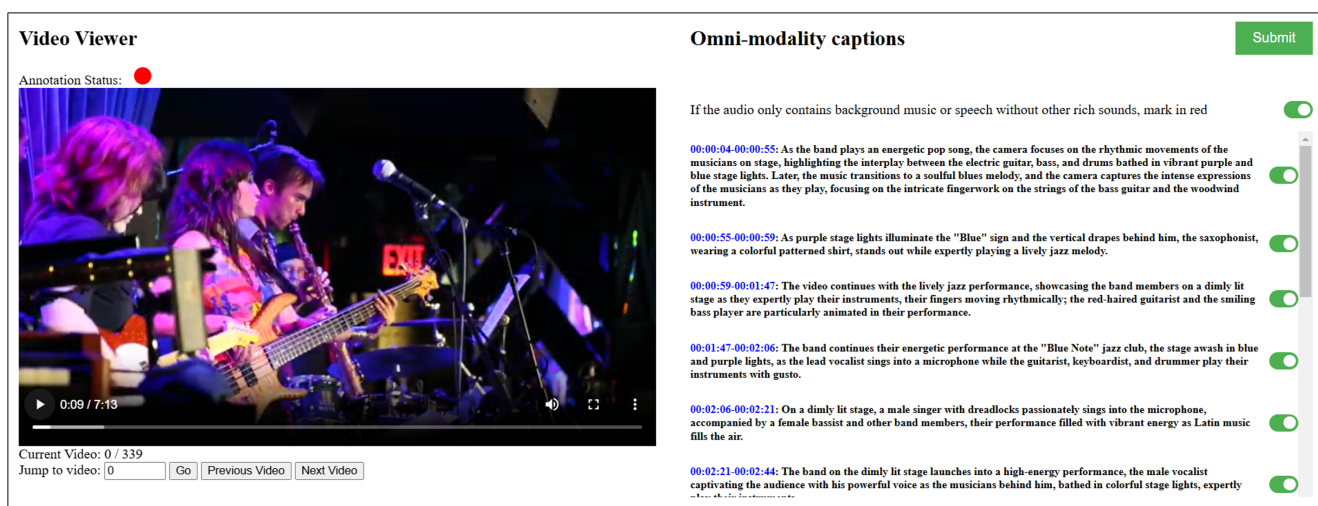 Video Viewer
Annotation Status:
EXIT
0:09 / 7:13
Current Video: 0 / 339
Jump to video: 0 Go Previous Video Next Video
Omni-modality captions
Submit
If the audio only contains background music or speech without other rich sounds, mark in red
00:00:04-00:00:55: As the band plays an energetic pop song, the camera focuses on the rhythmic movements of the
musicians on stage, highlighting the interplay between the electric guitar, bass, and drums bathed in vibrant purple and
blue stage lights. Later, the music transitions to a soulful blues melody, and the camera captures the intense expressions
of the musicians as they play, focusing on the intricate fingerwork on the strings of the bass guitar and the woodwind
instrument.
00:00:55-00:00:59: As purple stage lights illuminate the "Blue" sign and the vertical drapes behind him, the saxophonist,
wearing a colorful patterned shirt, stands out while expertly playing a lively jazz melody.
00:00:59-00:01:47: The video continues with the lively jazz performance, showcasing the band members on a dimly lit
stage as they expertly play their instruments, their fingers moving rhythmically; the red-haired guitarist and the smiling
bass player are particularly animated in their performance.
00:01:47-00:02:06: The band continues their energetic performance at the "Blue Note" jazz club, the stage awash in blue
and purple lights, as the lead vocalist sings into a microphone while the guitarist, keyboardist, and drummer play their
instruments with gusto.
00:02:06-00:02:21: On a dimly lit stage, a male singer with dreadlocks passionately sings into the microphone,
accompanied by a female bassist and other band members, their performance filled with vibrant energy as Latin music
fills the air.
00:02:21-00:02:44: The band on the dimly lit stage launches into a high-energy performance, the male vocalist
captivating the audience with his powerful voice as the musicians behind him, bathed in colorful stage lights, expertly